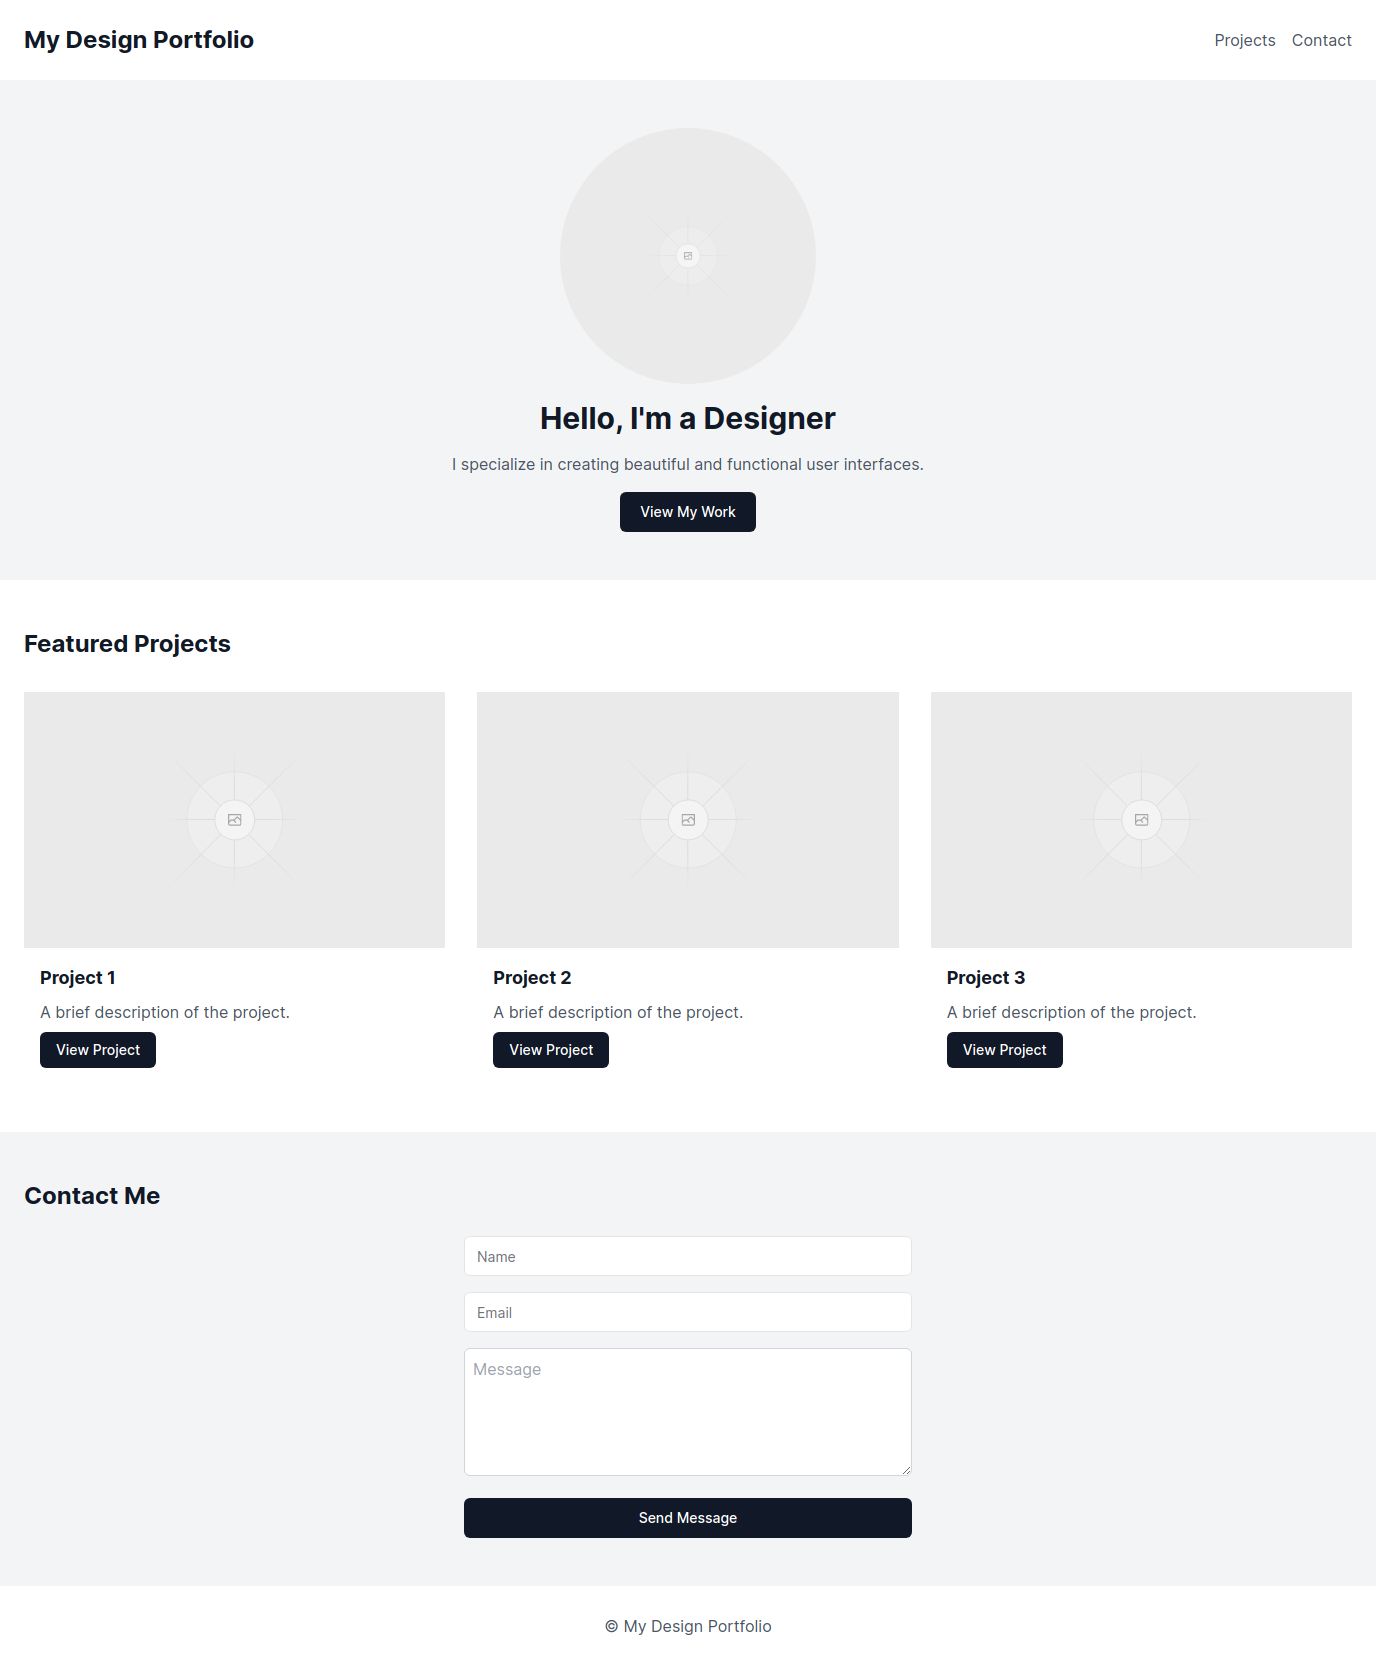 My Design Portfolio
Projects Contact
Hello, I'm a Designer
I specialize in creating beautiful and functional user interfaces.
View My Work
Featured Projects
Project 1
A brief description of the project.
View Project
Project 2
A brief description of the project.
View Project
Project 3
A brief description of the project.
View Project
Contact Me
Name
Email
Message
Send Message
© My Design Portfolio